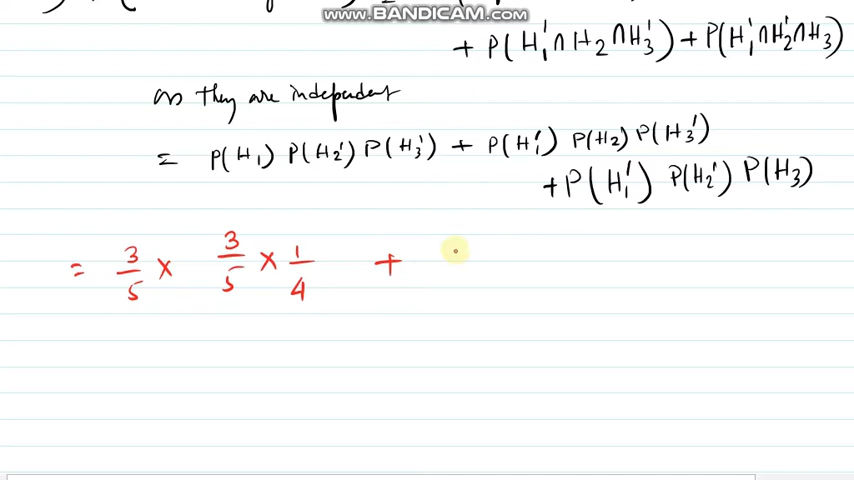 www.BANDICAM.com
+ P(H₁'∩H₂∩H₃') + P(H₁'∩H₂'∩H₃)
as they are independent
= P(H₁) P(H₂') P(H₃') + P(H₁') P(H₂) P(H₃')
+ P(H₁') P(H₂') P(H₃)
= 3/5 × 3/5 × 1/4 +